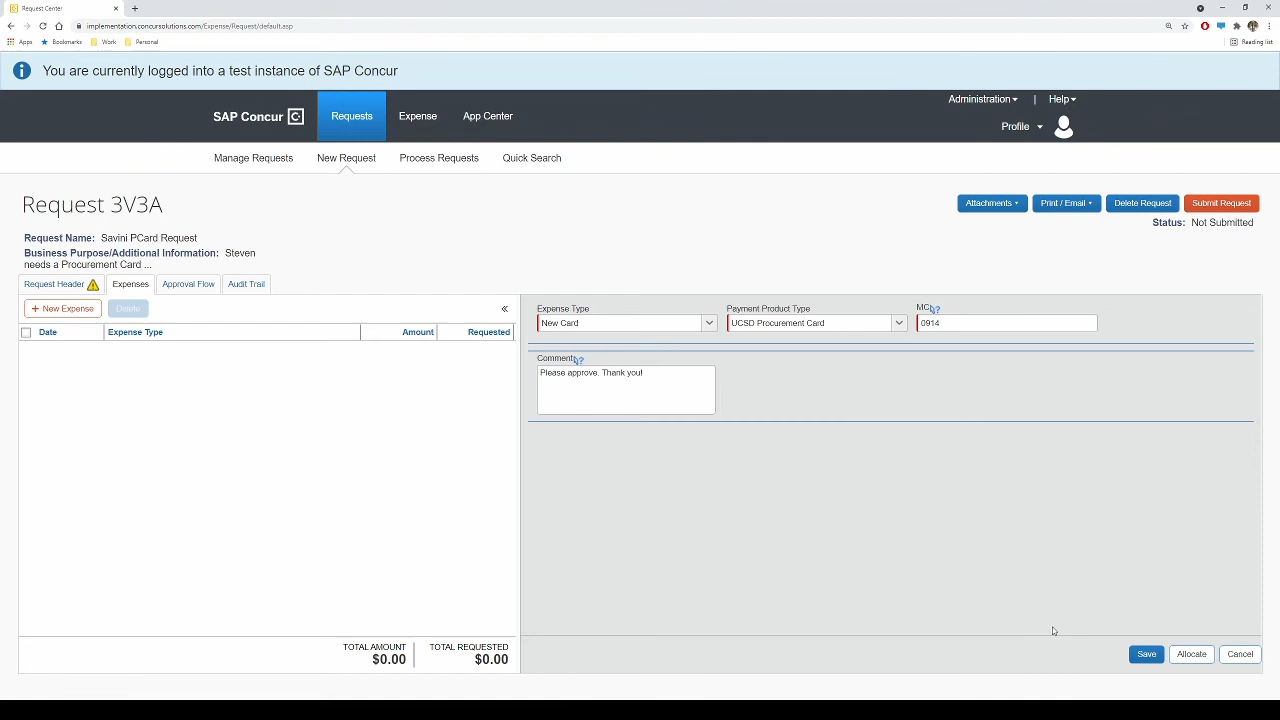 Request Center
implementation.concursolutions.com/Expense/Request/default.asp
Apps Bookmarks Work Personal Reading list
You are currently logged into a test instance of SAP Concur
SAP Concur C Requests Expense App Center
Administration | Help
Profile
Manage Requests New Request Process Requests Quick Search
Request 3V3A
Attachments Print / Email Delete Request Submit Request
Status: Not Submitted
Request Name: Savini PCard Request
Business Purpose/Additional Information: Steven
needs a Procurement Card ...
Request Header Expenses Approval Flow Audit Trail
+ New Expense Delete
Date Expense Type Amount Requested
Expense Type Payment Product Type MC
New Card UCSD Procurement Card 0914
Comment
Please approve. Thank you!
TOTAL AMOUNT TOTAL REQUESTED
$0.00 $0.00
Save Allocate Cancel